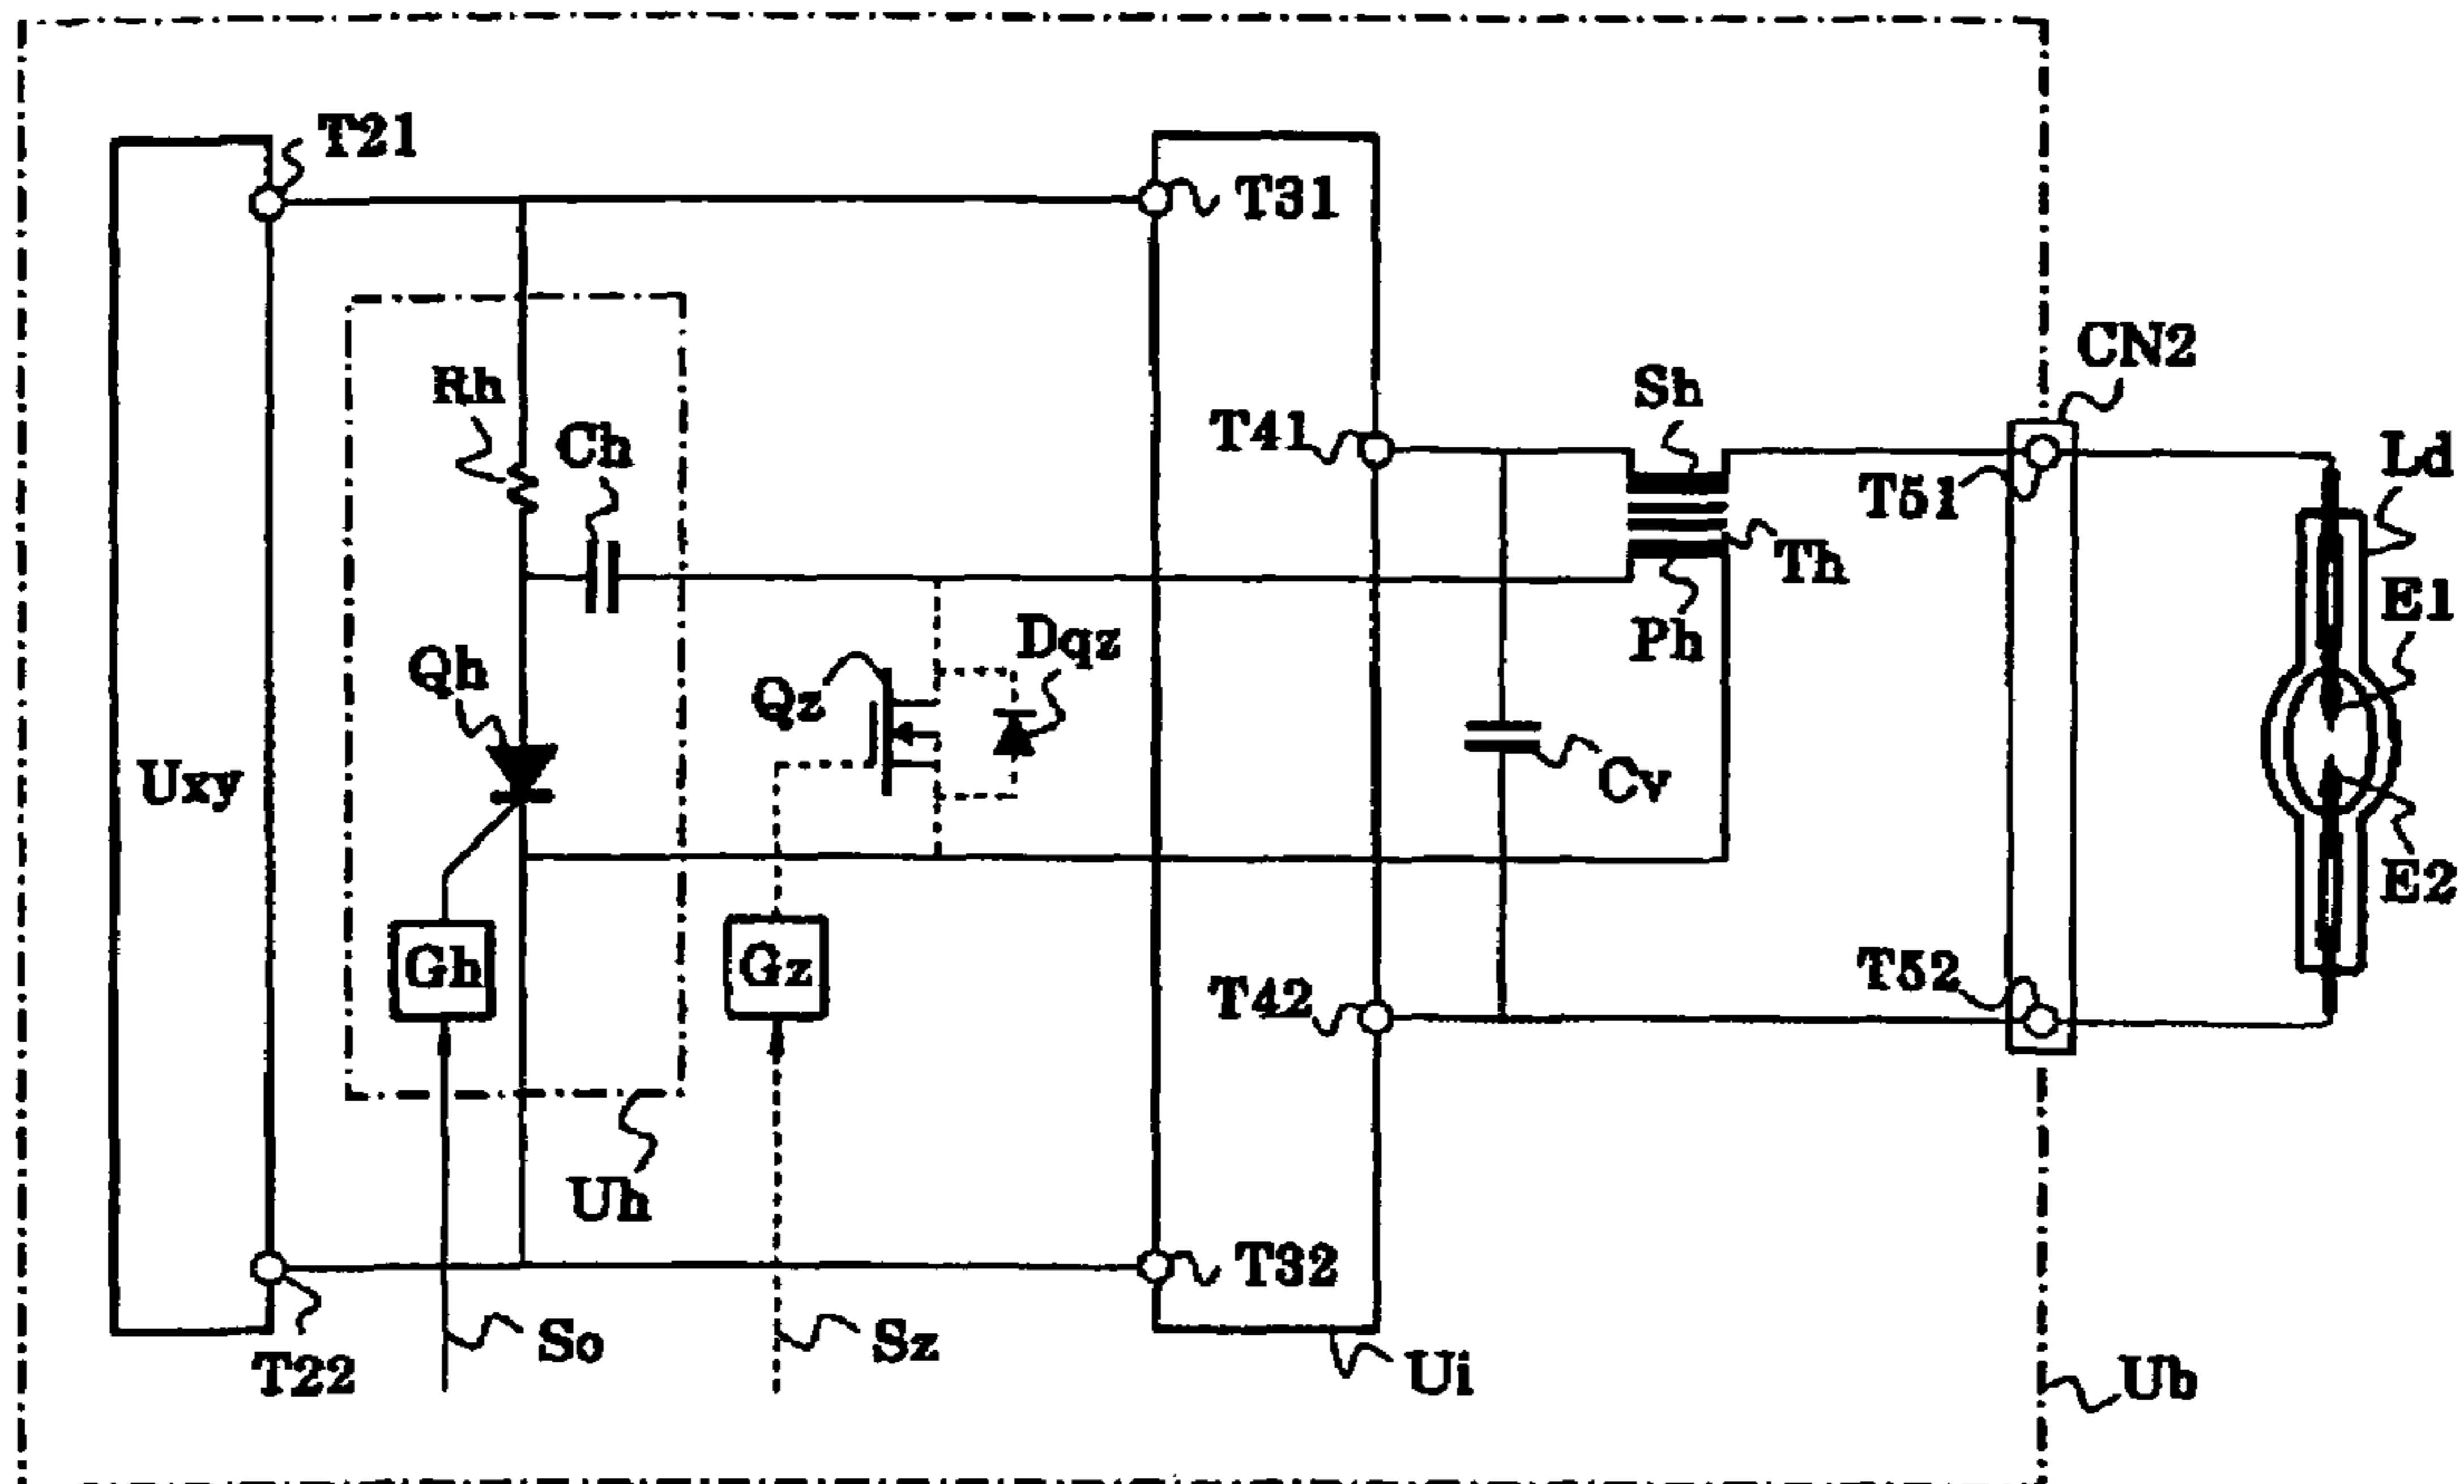 T21
T31
CN2
Rh
Ch
Sh
T41
Ld
T51
Th
E1
Dqz
Ph
Qh
Qz
Uxy
Cv
E2
Gh
Gz
T52
T42
Uh
T32
So
Sz
T22
Ui
Ub